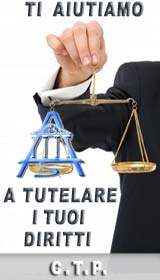 TI AIUTIAMO
A TUTELARE
I TUOI
DIRITTI
C.T.P.